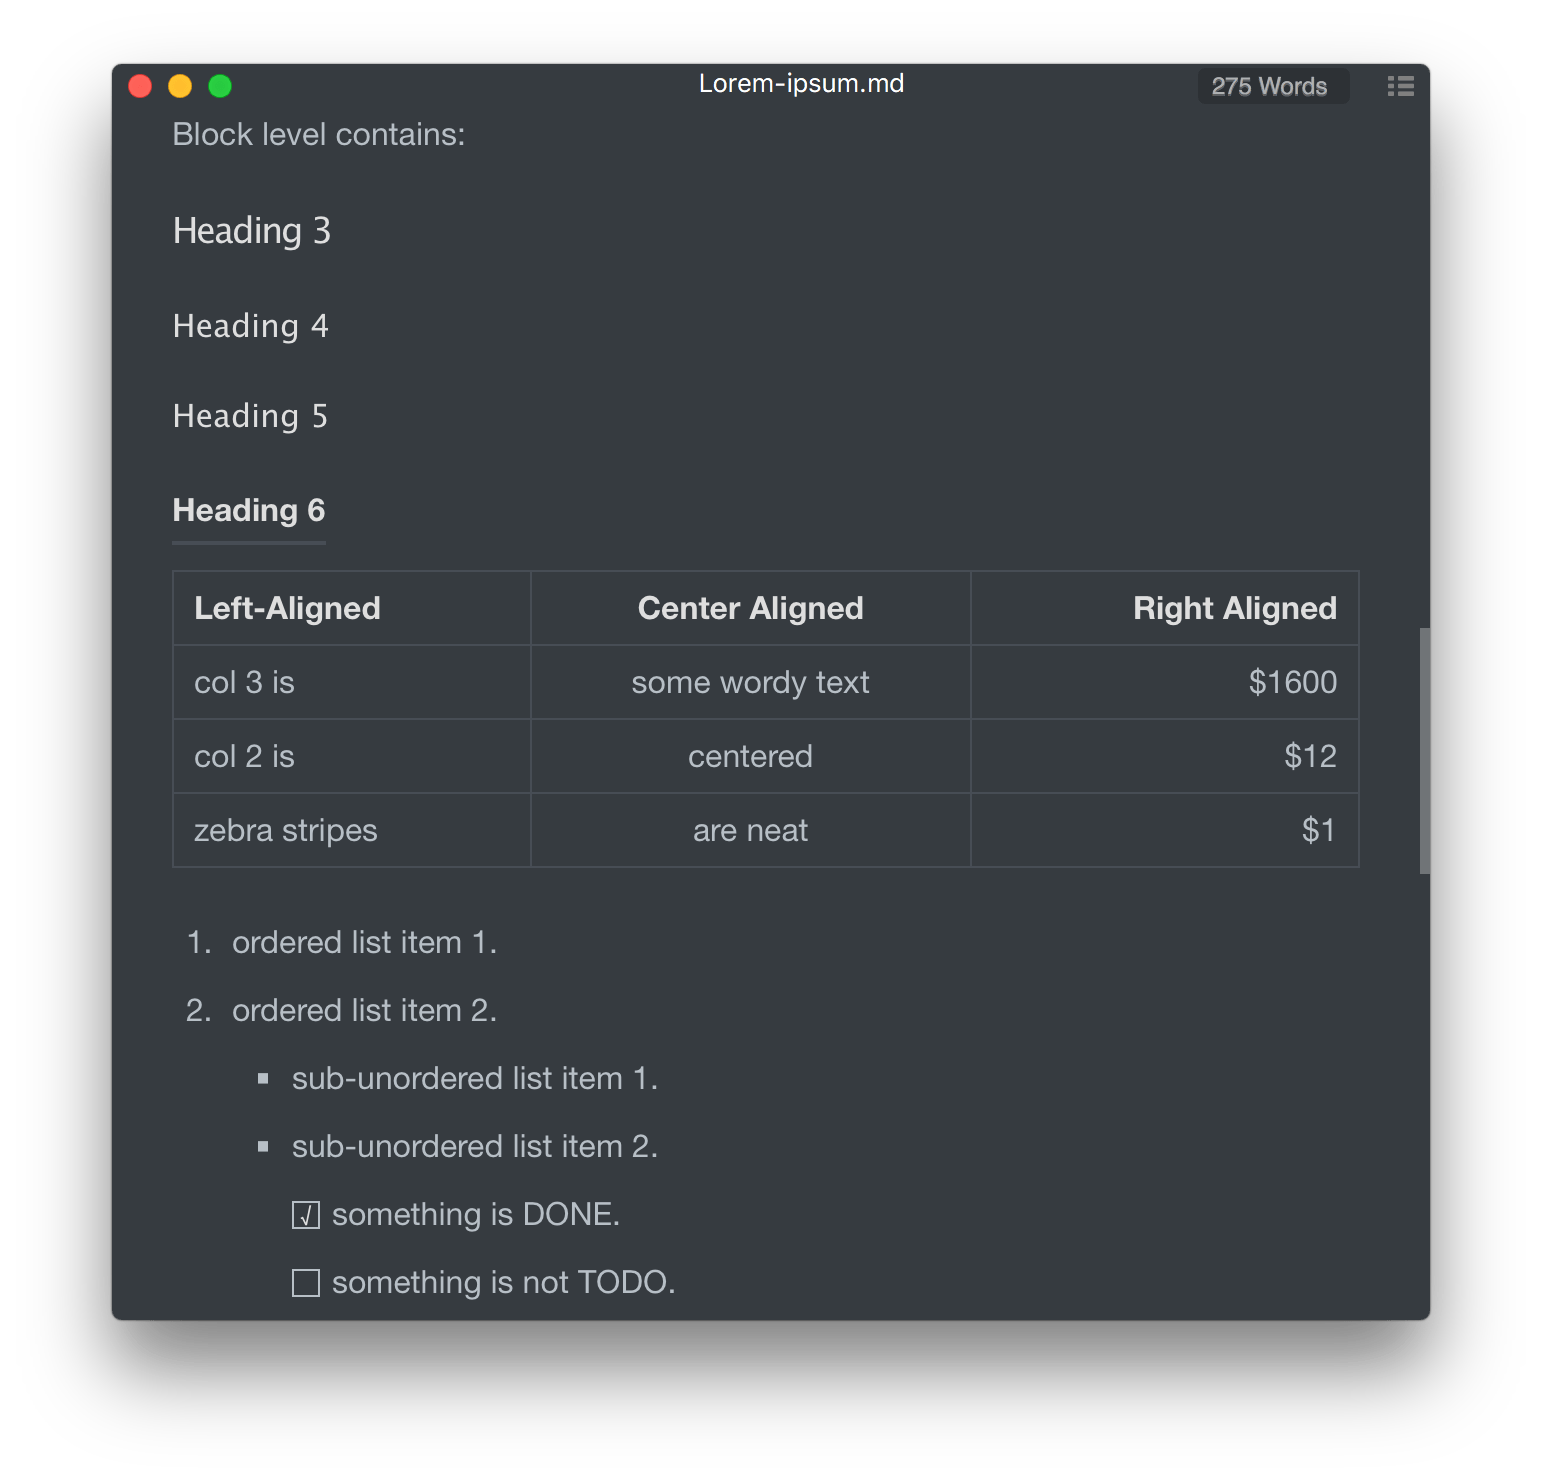 Lorem-ipsum.md
275 Words
Block level contains:
Heading 3
Heading 4
Heading 5
Heading 6
Left-Aligned Center Aligned Right Aligned
col 3 is some wordy text $1600
col 2 is centered $12
zebra stripes are neat $1
1. ordered list item 1.
2. ordered list item 2.
▪ sub-unordered list item 1.
▪ sub-unordered list item 2.
something is DONE.
something is not TODO.